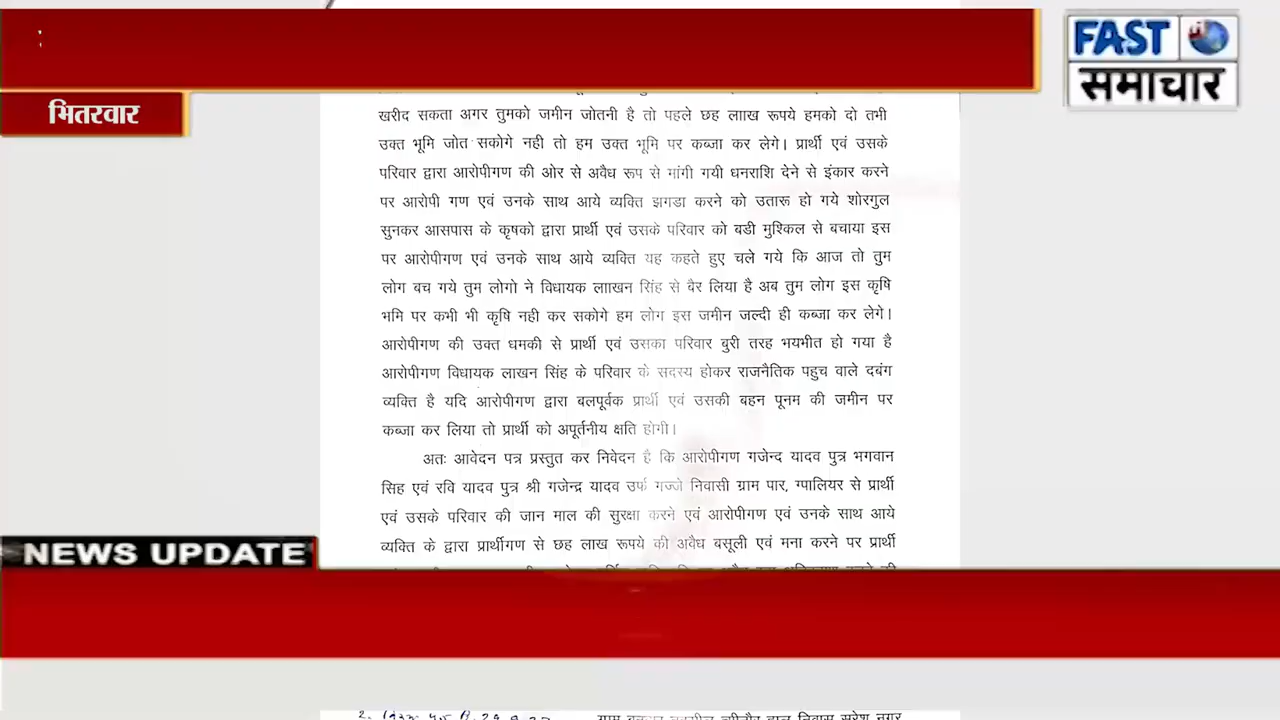 FAST
समाचार
भितरवार
खरीद सकता अगर तुमको जमीन जोतनी है तो पहले छह लााख रूपये हमको दो तभी
उक्त भूमि जोत सकोगे नही तो हम उक्त भूमि पर कब्जा कर लेगे। प्रार्थी एवं उसके
परिवार द्वारा आरोपीगण की ओर से अवैध रूप से मांगी गयी धनराशि देने से इंकार करने
पर आरोपी गण एवं उनके साथ आये व्यक्ति झगडा करने को उतारू हो गये शोरगुल
सुनकर आसपास के कृषको द्वारा प्रार्थी एवं उसके परिवार को बडी मुश्किल से बचाया इस
पर आरोपीगण एवं उनके साथ आये व्यक्ति यह कहते हुए चले गये कि आज तो तुम
लोग बच गये तुम लोगो ने विधायक लााखन सिंह से वैर लिया है अब तुम लोग इस कृषि
भमि पर कभी भी कृषि नही कर सकोगे हम लोग इस जमीन जल्दी ही कब्जा कर लेगे।
आरोपीगण की उक्त धमकी से प्रार्थी एवं उसका परिवार बुरी तरह भयभीत हो गया है
आरोपीगण विधायक लाखन सिंह के परिवार के सदस्य होकर राजनैतिक पहुच वाले दबंग
व्यक्ति है यदि आरोपीगण द्वारा बलपूर्वक प्रार्थी एवं उसकी बहन पूनम की जमीन पर
कब्जा कर लिया तो प्रार्थी को अपूर्तनीय क्षति होगी।
अतः आवेदन पत्र प्रस्तुत कर निवेदन है कि आरोपीगण गजेन्द यादव पुत्र भगवान
सिह एवं रवि यादव पुत्र श्री गजेन्द्र यादव उर्फ गज्जे निवासी ग्राम पार, ग्पालियर से प्रार्थी
एवं उसके परिवार की जान माल की सुरक्षा करने एवं आरोपीगण एवं उनके साथ आये
व्यक्ति के द्वारा प्रार्थीगण से छह लाख रूपये की अवैध बसूली एवं मना करने पर प्रार्थी
NEWS UPDATE